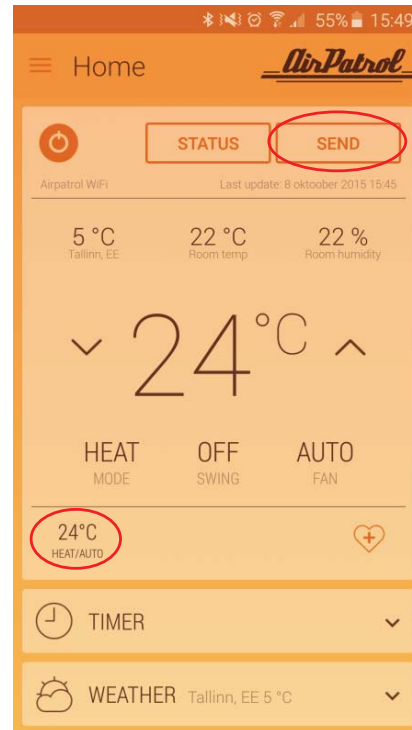 55% 15:49
Home AirPatrol
STATUS SEND
Airpatrol WiFi Last update: 8 oktoober 2015 15:45
5 °C 22 °C 22 %
Tallinn, EE Room temp Room humidity
24°C
HEAT OFF AUTO
MODE SWING FAN
24°C
HEAT/AUTO
TIMER
WEATHER Tallinn, EE 5 °C